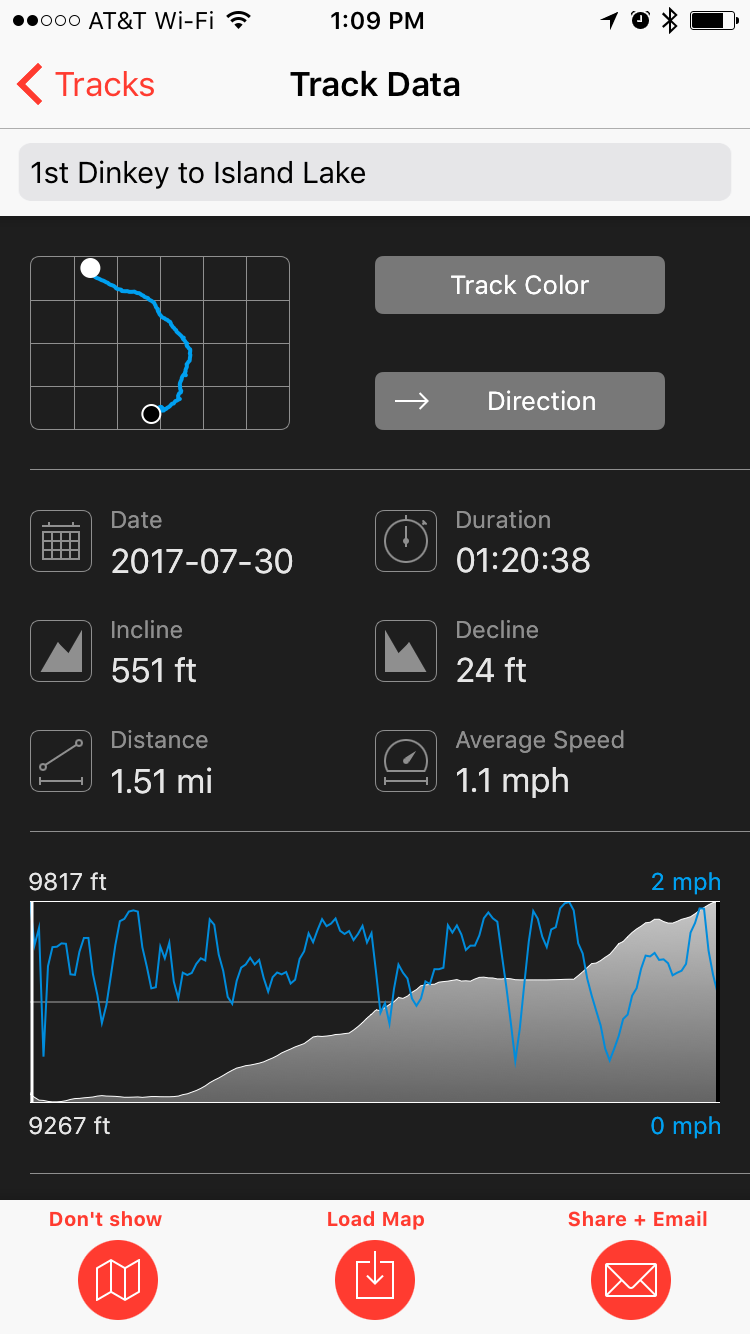 AT&T Wi-Fi 1:09 PM
Tracks Track Data
1st Dinkey to Island Lake
Track Color
Direction
Date Duration
2017-07-30 01:20:38
Incline Decline
551 ft 24 ft
Distance Average Speed
1.51 mi 1.1 mph
9817 ft 2 mph
9267 ft 0 mph
Don't show Load Map Share + Email